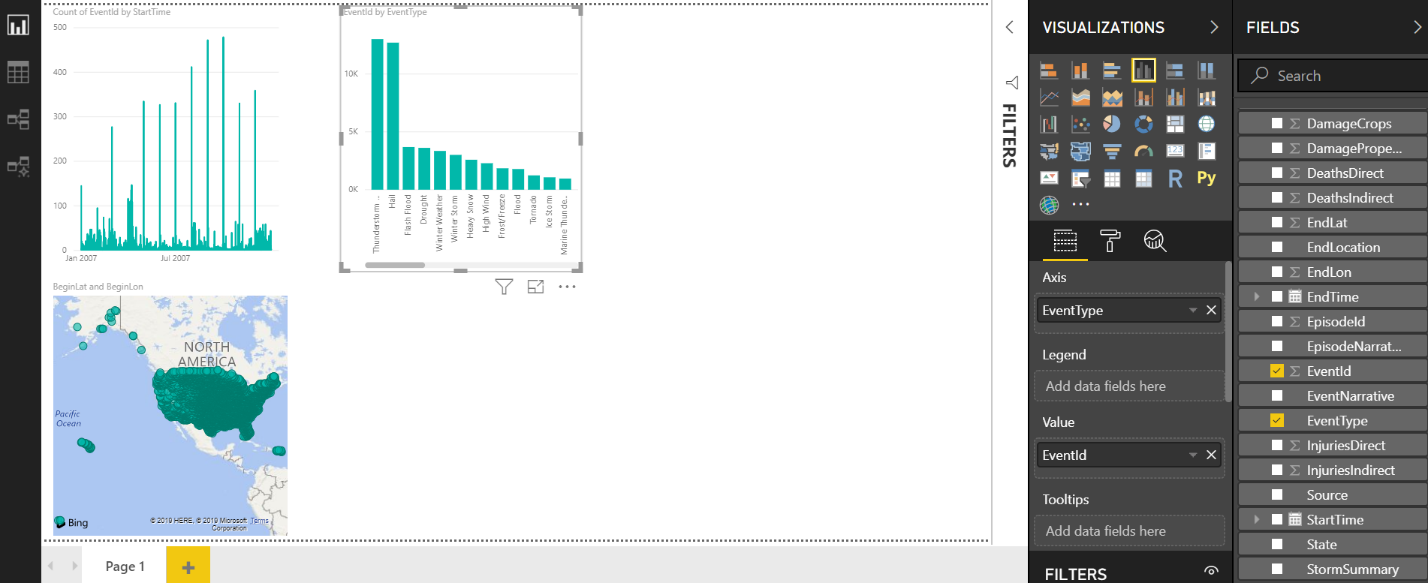 Count of EventId by StartTime
500
400
300
200
100
0
Jan 2007
Jul 2007
EventId by EventType
10K
5K
0K
Thunderstorm ...
Hail
Flash Flood
Drought
Winter Weather
Winter Storm
Heavy Snow
High Wind
Frost/Freeze
Flood
Tornado
Ice Storm
Marine Thunde...
BeginLat and BeginLon
NORTH
AMERICA
Pacific
Ocean
Bing
© 2019 HERE, © 2019 Microsoft Terms
Corporation
Page 1
FILTERS
VISUALIZATIONS
123
R
Py
Axis
EventType
Legend
Add data fields here
Value
EventId
Tooltips
Add data fields here
FILTERS
FIELDS
Search
DamageCrops
DamagePrope...
DeathsDirect
DeathsIndirect
EndLat
EndLocation
EndLon
EndTime
EpisodeId
EpisodeNarrat...
EventId
EventNarrative
EventType
InjuriesDirect
InjuriesIndirect
Source
StartTime
State
StormSummary